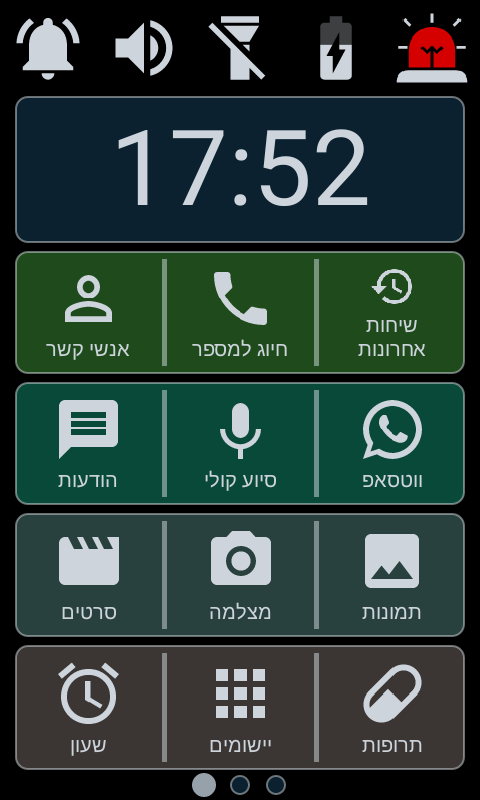 17:52
שיחות
אחרונות
חיוג למספר
אנשי קשר
ווטסאפ
סיוע קולי
הודעות
תמונות
מצלמה
סרטים
תרופות
יישומים
שעון